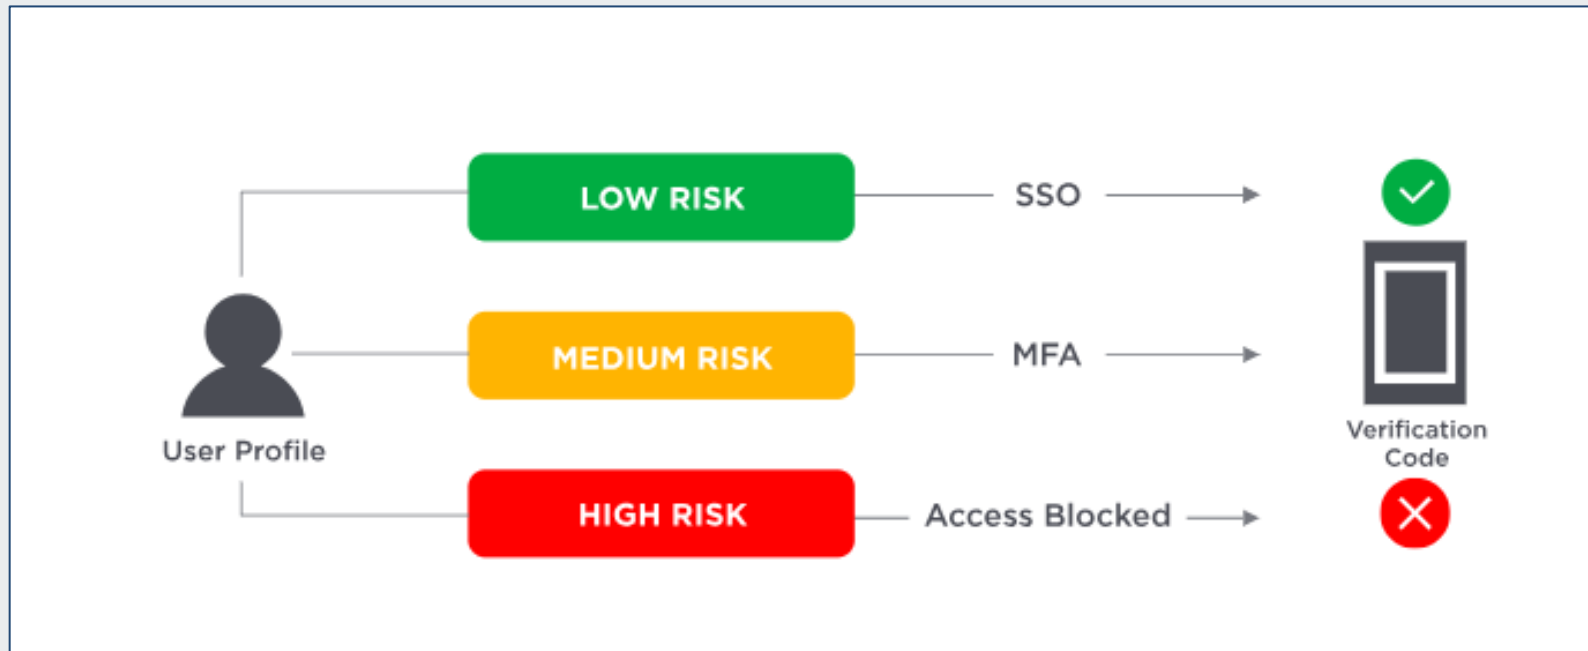 LOW RISK
SSO
MEDIUM RISK
MFA
User Profile
Verification
Code
HIGH RISK
Access Blocked